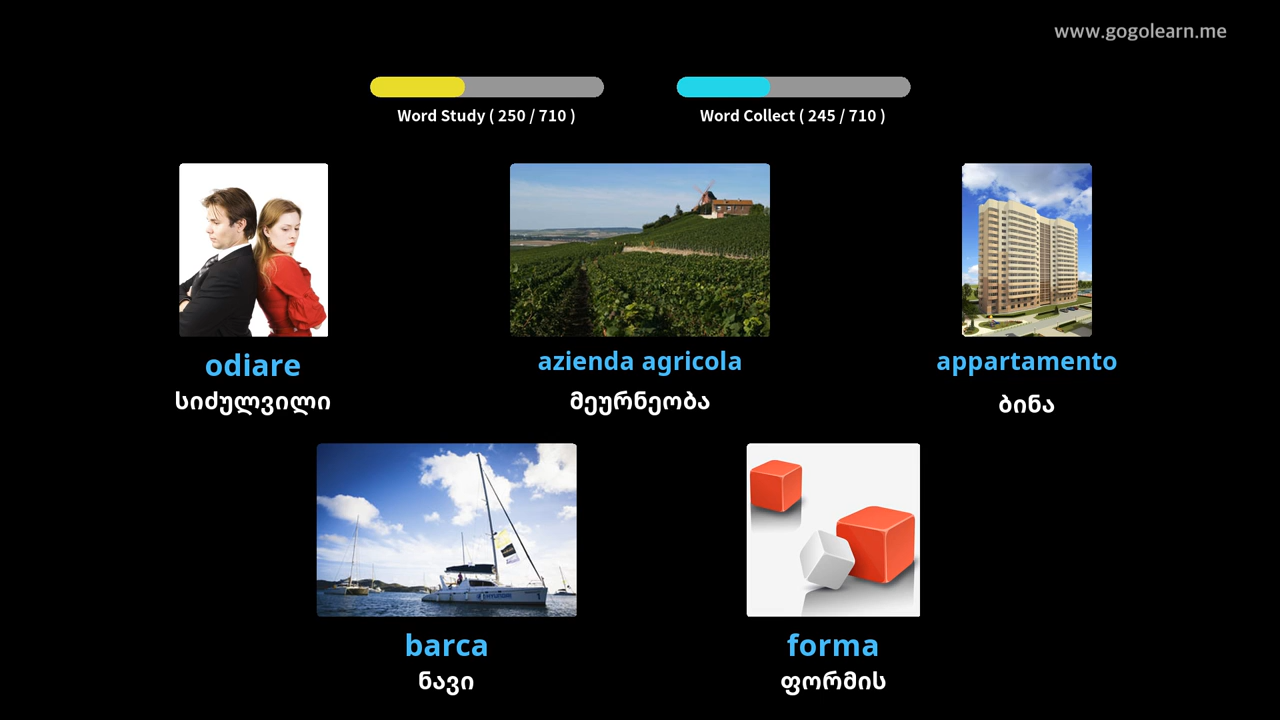 www.gogolearn.me
Word Study ( 250 / 710 )
Word Collect ( 245 / 710 )
odiare
სიძულვილი
azienda agricola
მეურნეობა
appartamento
ბინა
barca
ნავი
forma
ფორმის